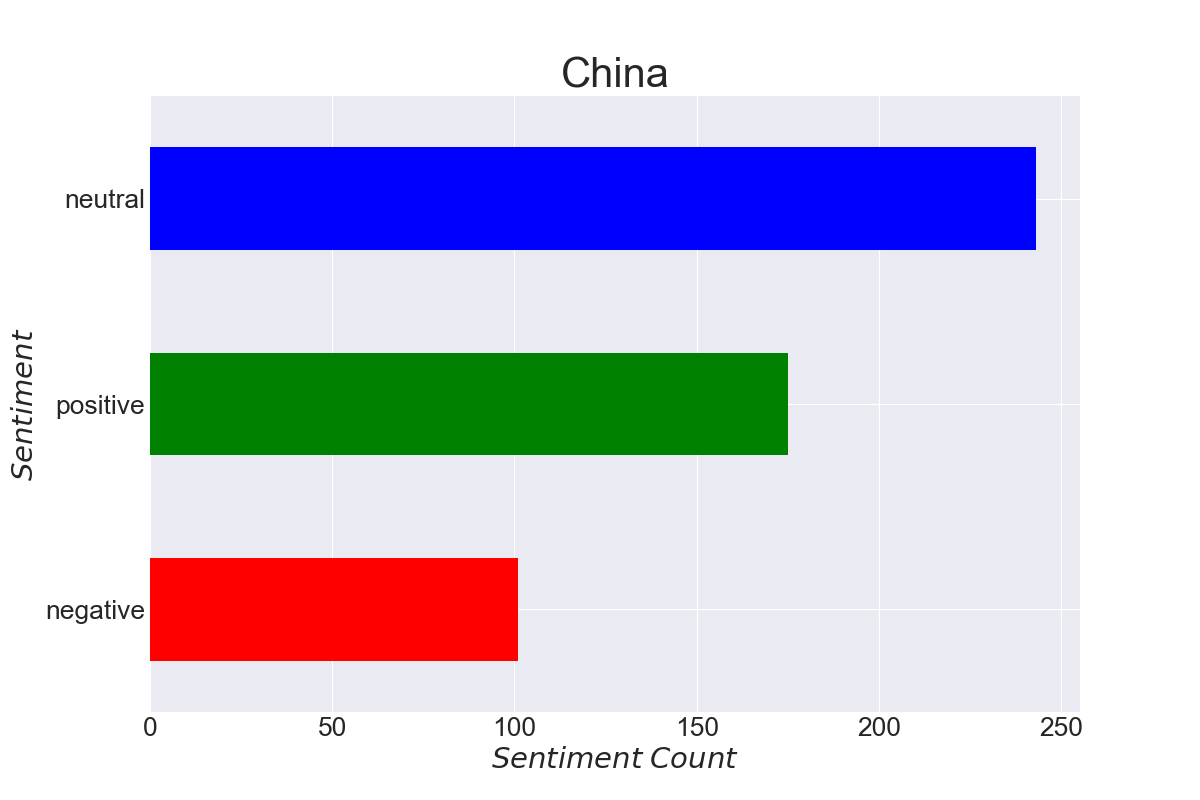 China
neutral
positive
negative
Sentiment
0 50 100 150 200 250
Sentiment Count